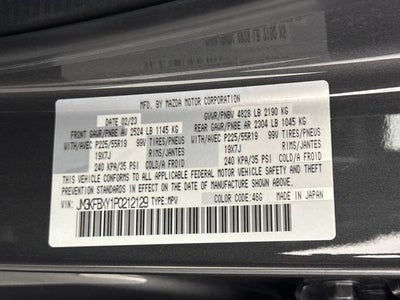 MFD. BY MAZDA MOTOR CORPORATION
DATE 02/23 GVWR/PNBV 4828 LB 2190 KG
FRONT GAWR/PNBE AV 2524 LB 1145 KG REAR GAWR/PNBE AR 2304 LB 1045 KG
WITH/AVEC P225/55R19 99V TIRES/PNEUS WITH/AVEC P225/55R19 99V TIRES/PNEUS
19X7J RIMS/JANTES 19X7J RIMS/JANTES
240 KPA/35 PSI COLD/A FROID 240 KPA/35 PSI COLD/A FROID
THIS VEHICLE CONFORMS TO ALL APPLICABLE FEDERAL MOTOR VEHICLE SAFETY, BUMPER, AND THEFT
PREVENTION STANDARDS IN EFFECT ON THE DATE OF MANUFACTURE SHOWN ABOVE.
VIN: JM3KFBXY1P0212129 TYPE:MPV COLOR CODE:46G MADE IN JAPAN